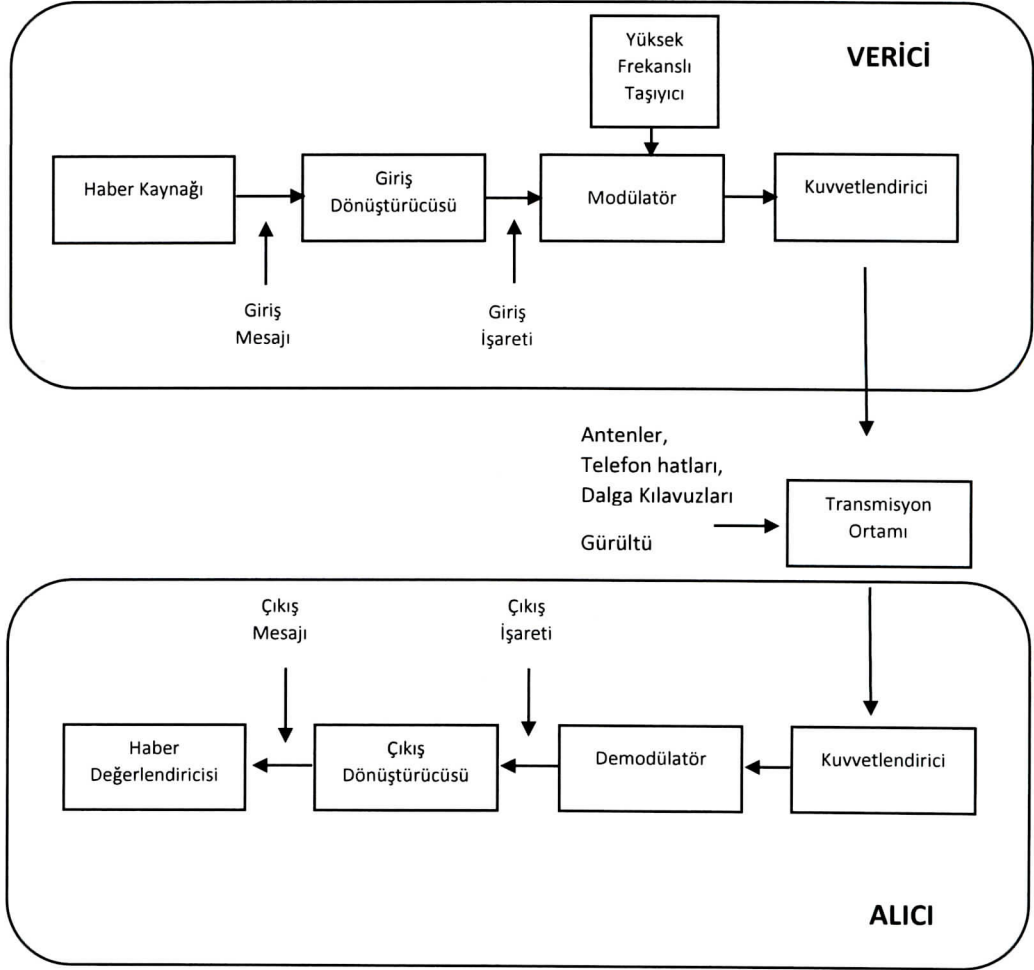 Yüksek
Frekanslı
Taşıyıcı
VERİCİ
Haber Kaynağı
Giriş
Dönüştürücüsü
Modülatör
Kuvvetlendirici
Giriş
Mesajı
Giriş
İşareti
Antenler,
Telefon hatları,
Dalga Kılavuzları
Gürültü
Transmisyon
Ortamı
Çıkış
Mesajı
Çıkış
İşareti
Haber
Değerlendiricisi
Çıkış
Dönüştürücüsü
Demodülatör
Kuvvetlendirici
ALICI